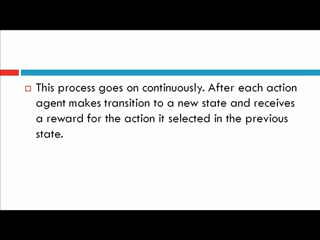 This process goes on continuously. After each action
agent makes transition to a new state and receives
a reward for the action it selected in the previous
state.